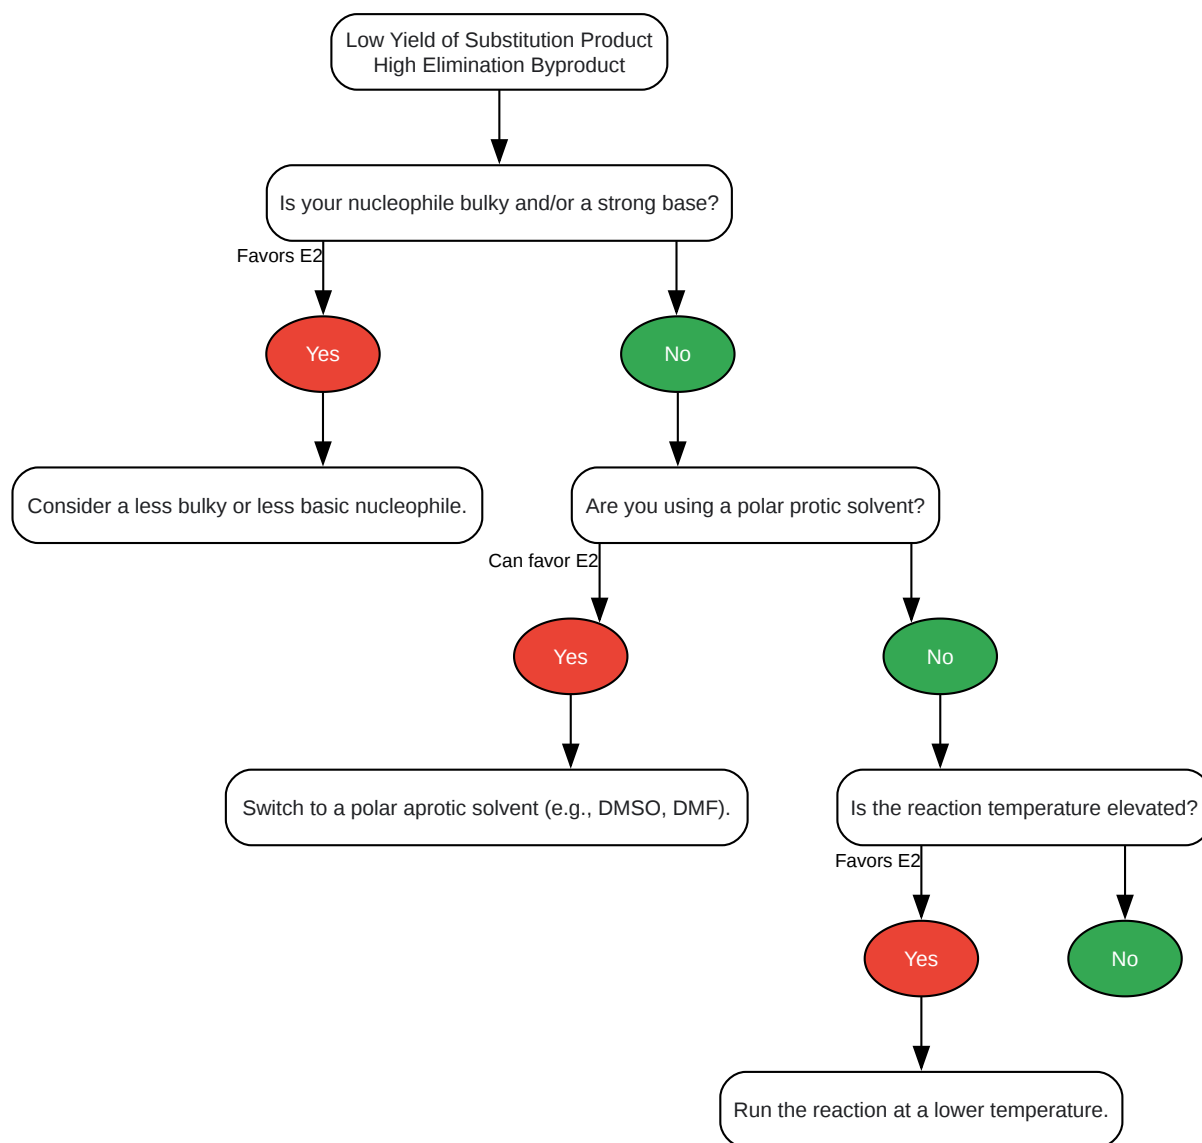 Low Yield of Substitution Product
High Elimination Byproduct
Is your nucleophile bulky and/or a strong base?
Favors E2
Yes
No
Consider a less bulky or less basic nucleophile.
Are you using a polar protic solvent?
Can favor E2
Yes
No
Switch to a polar aprotic solvent (e.g., DMSO, DMF).
Is the reaction temperature elevated?
Favors E2
Yes
No
Run the reaction at a lower temperature.